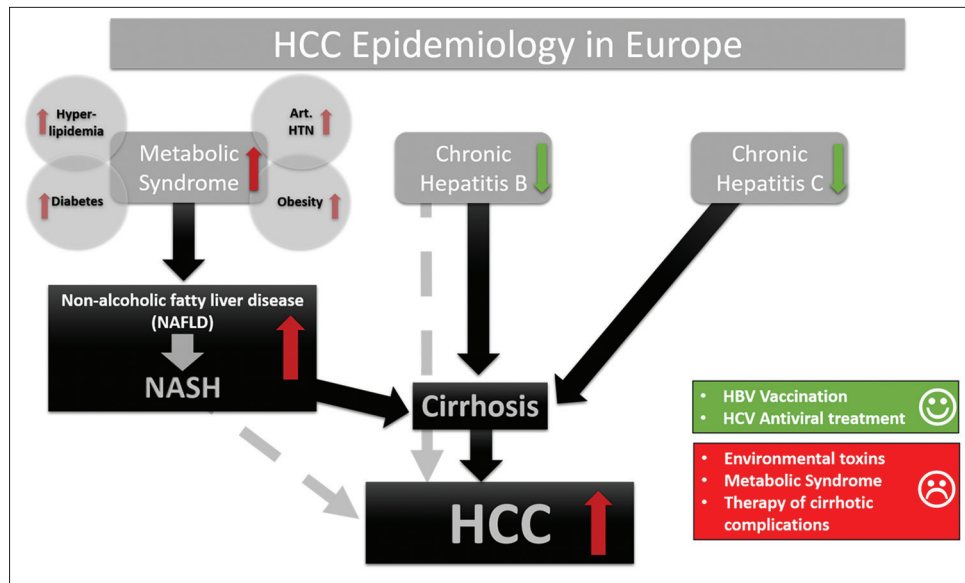 HCC Epidemiology in Europe
Hyper-
lipidemia
Art.
HTN
Metabolic
Syndrome
Diabetes
Obesity
Chronic
Hepatitis B
Chronic
Hepatitis C
Non-alcoholic fatty liver disease
(NAFLD)
NASH
Cirrhosis
HCC
• HBV Vaccination
• HCV Antiviral treatment
• Environmental toxins
• Metabolic Syndrome
• Therapy of cirrhotic
complications